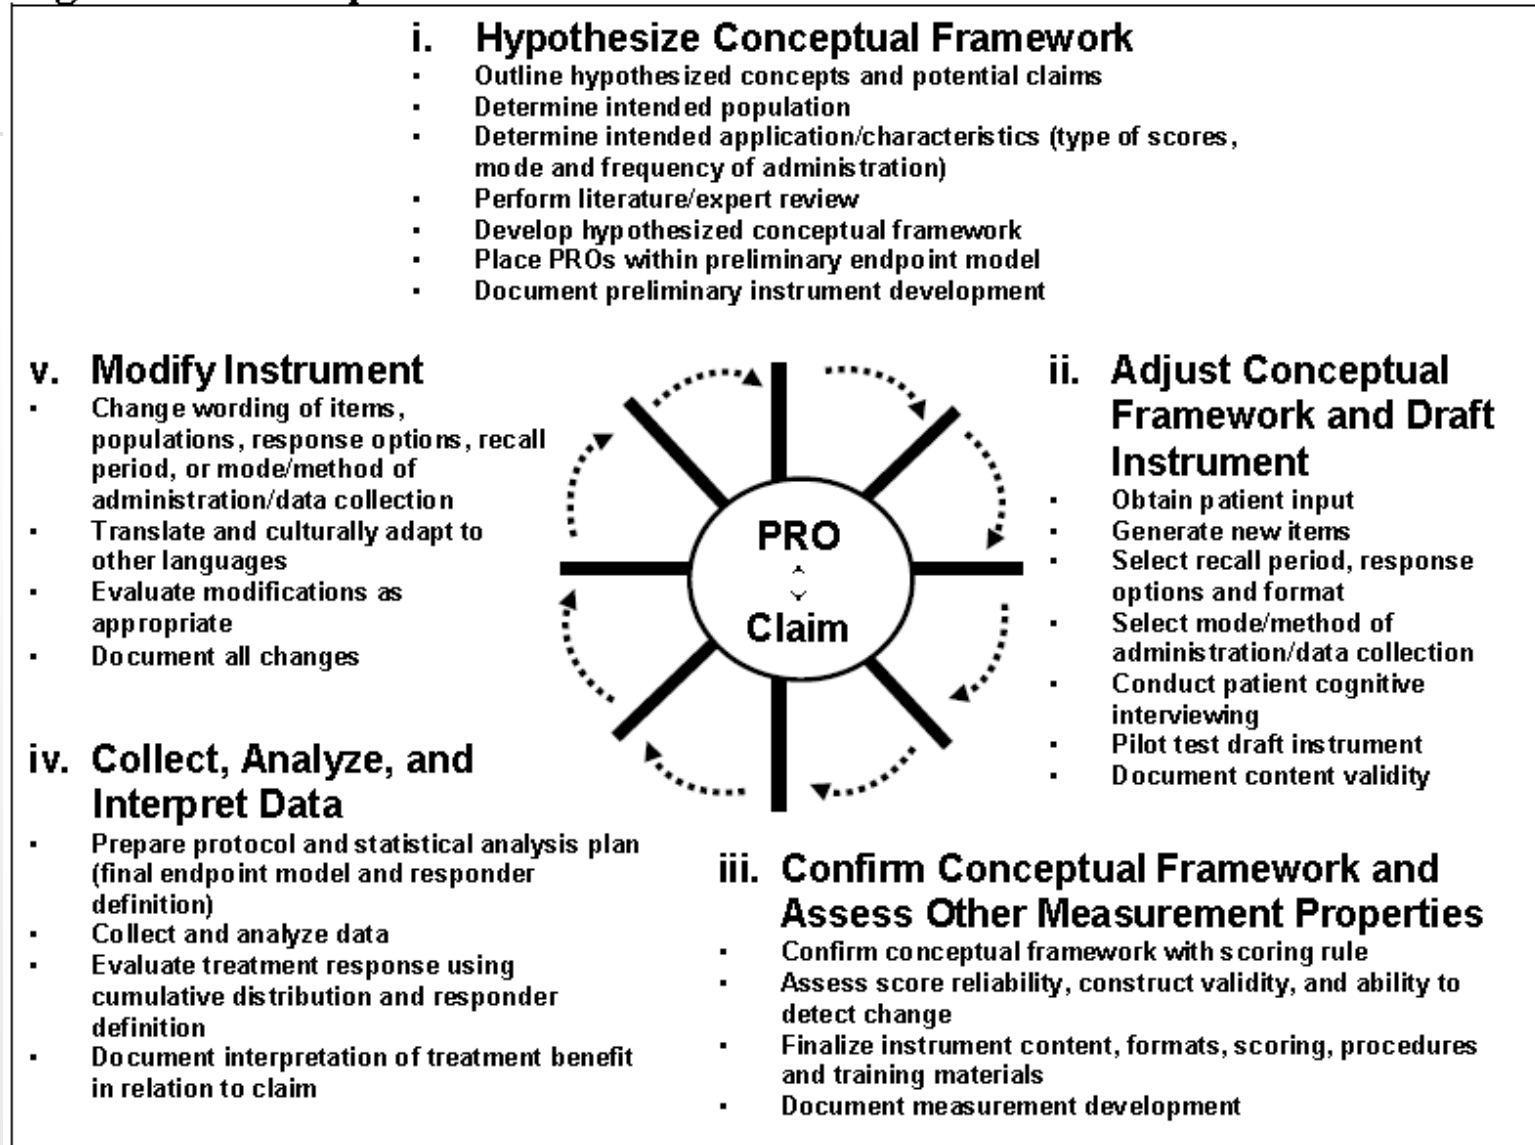 i. Hypothesize Conceptual Framework
▪ Outline hypothesized concepts and potential claims
▪ Determine intended population
▪ Determine intended application/characteristics (type of scores,
mode and frequency of administration)
▪ Perform literature/expert review
▪ Develop hypothesized conceptual framework
▪ Place PROs within preliminary endpoint model
▪ Document preliminary instrument development
v. Modify Instrument
▪ Change wording of items,
populations, response options, recall
period, or mode/method of
administration/data collection
▪ Translate and culturally adapt to
other languages
▪ Evaluate modifications as
appropriate
▪ Document all changes
PRO
Claim
ii. Adjust Conceptual
Framework and Draft
Instrument
▪ Obtain patient input
▪ Generate new items
▪ Select recall period, response
options and format
▪ Select mode/method of
administration/data collection
▪ Conduct patient cognitive
interviewing
▪ Pilot test draft instrument
▪ Document content validity
iv. Collect, Analyze, and
Interpret Data
▪ Prepare protocol and statistical analysis plan
(final endpoint model and responder
definition)
▪ Collect and analyze data
▪ Evaluate treatment response using
cumulative distribution and responder
definition
▪ Document interpretation of treatment benefit
in relation to claim
iii. Confirm Conceptual Framework and
Assess Other Measurement Properties
▪ Confirm conceptual framework with scoring rule
▪ Assess score reliability, construct validity, and ability to
detect change
▪ Finalize instrument content, formats, scoring, procedures
and training materials
▪ Document measurement development